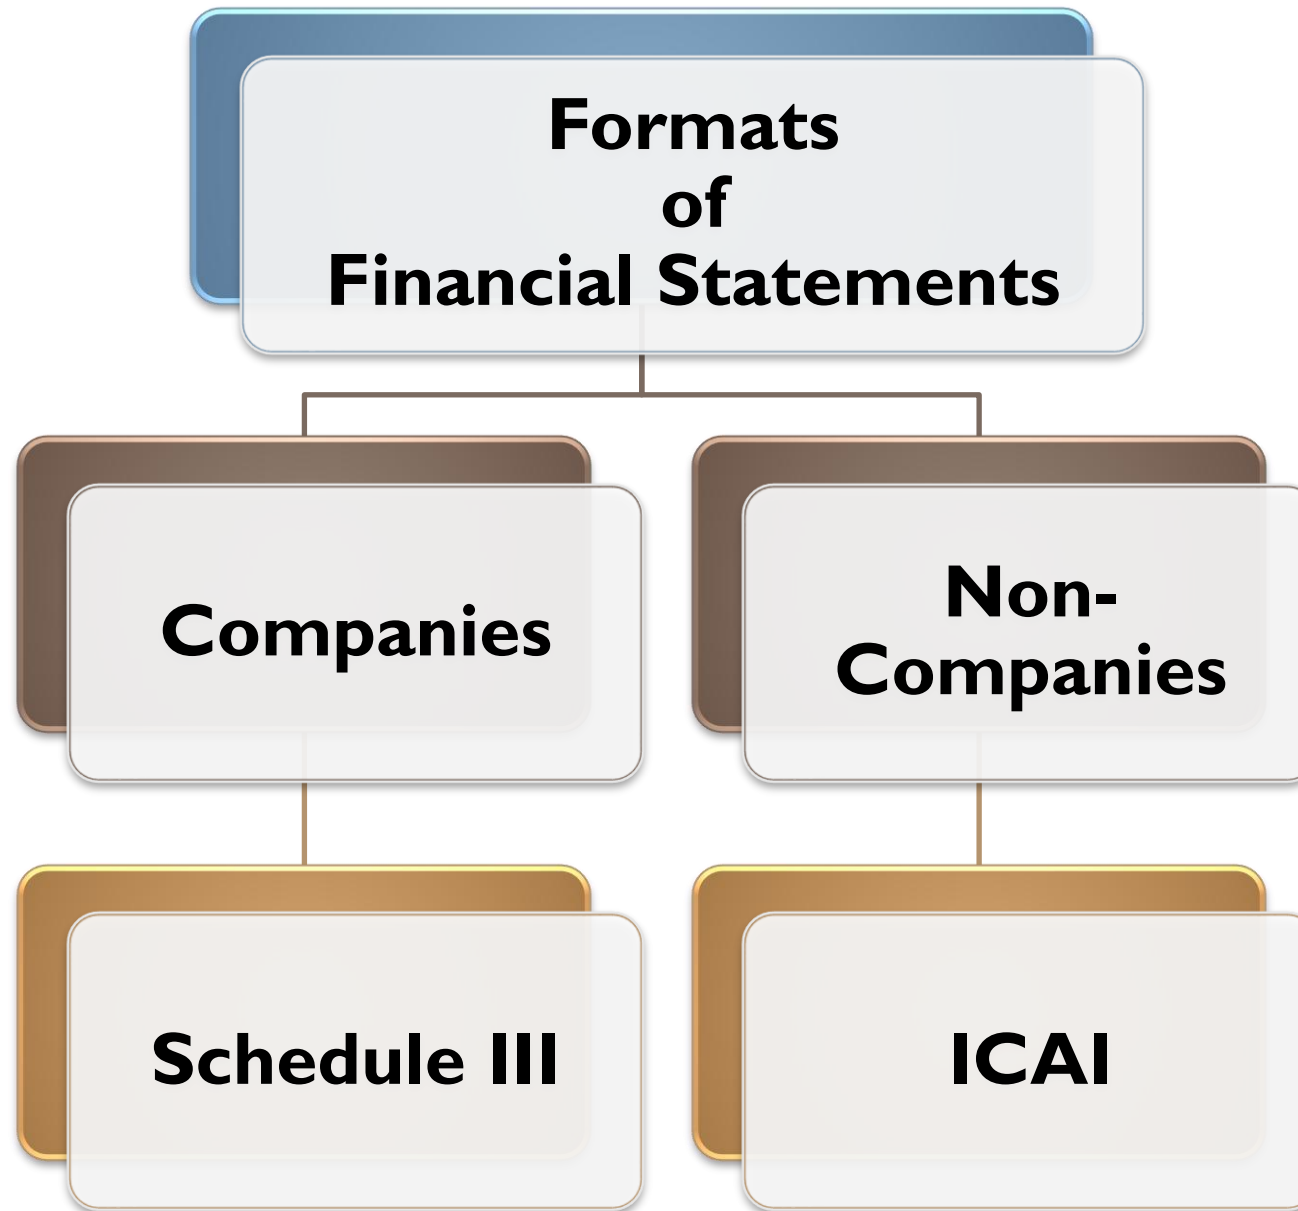 Formats
of
Financial Statements
Companies
Non-
Companies
Schedule III
ICAI